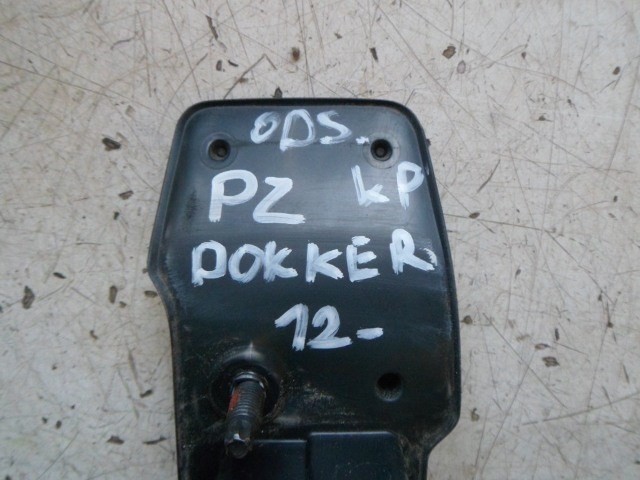 ODS.
PZ KP
DOKKER
12-